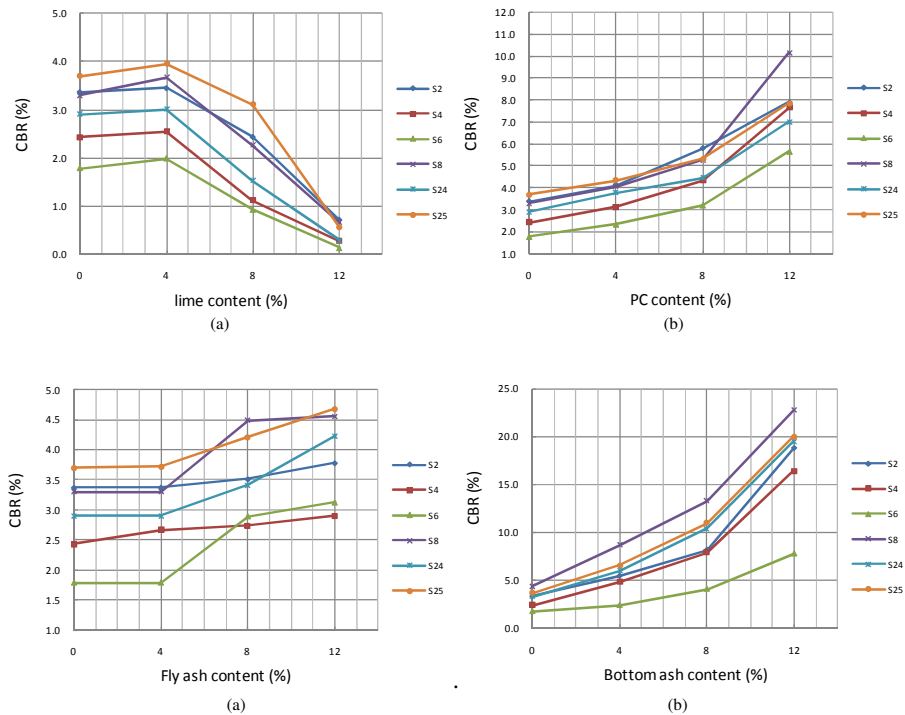 5.0
4.0
3.0
2.0
1.0
0.0
CBR (%)
0 4 8 12
lime content (%)
S2
S4
S6
S8
S24
S25
(a)
12.0
11.0
10.0
9.0
8.0
7.0
6.0
5.0
4.0
3.0
2.0
1.0
CBR (%)
0 4 8 12
PC content (%)
S2
S4
S6
S8
S24
S25
(b)
5.0
4.5
4.0
3.5
3.0
2.5
2.0
1.5
1.0
CBR (%)
0 4 8 12
Fly ash content (%)
S2
S4
S6
S8
S24
S25
(a)
25.0
20.0
15.0
10.0
5.0
0.0
CBR (%)
0 4 8 12
Bottom ash content (%)
S2
S4
S6
S8
S24
S25
.
(b)